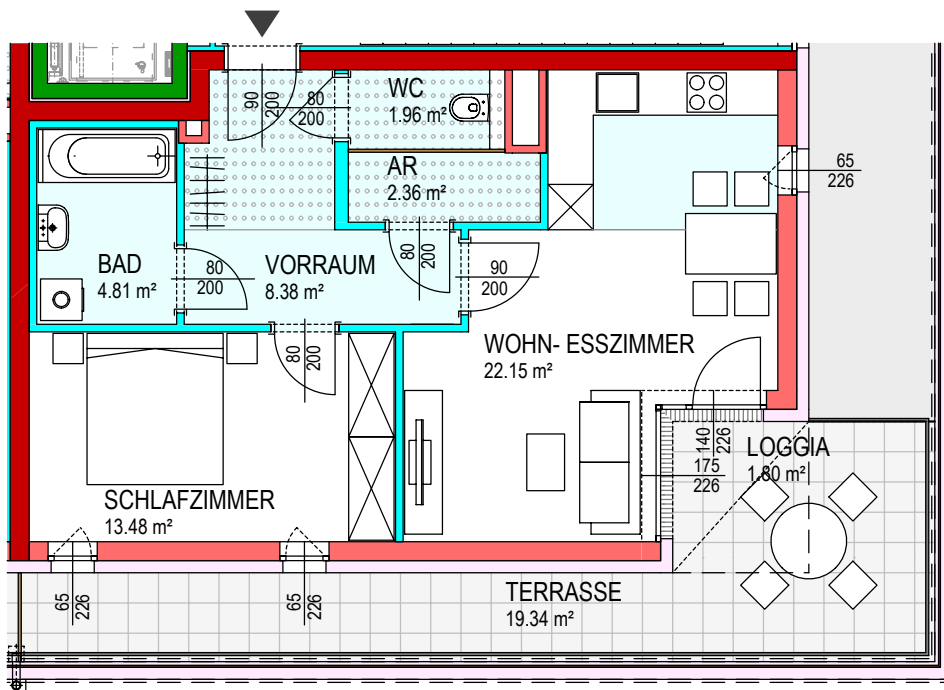 90
200
80
200
WC
1.96 m²
65
226
AR
2.36 m²
80
200
BAD
4.81 m²
80
200
VORRAUM
8.38 m²
90
200
80
200
WOHN- ESSZIMMER
22.15 m²
140
226
175
226
LOGGIA
1.80 m²
SCHLAFZIMMER
13.48 m²
65
226
65
226
TERRASSE
19.34 m²